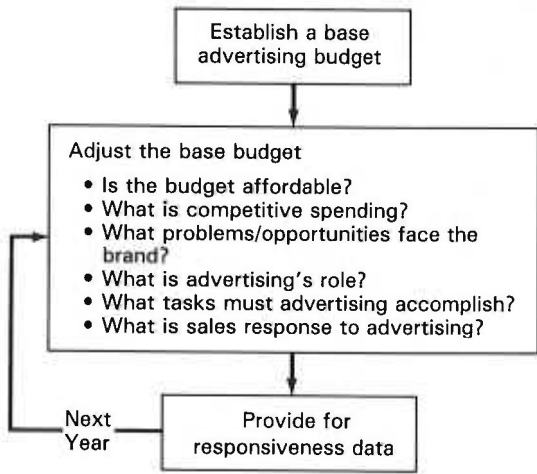 Establish a base
advertising budget
Adjust the base budget
• Is the budget affordable?
• What is competitive spending?
• What problems/opportunities face the
brand?
• What is advertising's role?
• What tasks must advertising accomplish?
• What is sales response to advertising?
Next
Year
Provide for
responsiveness data